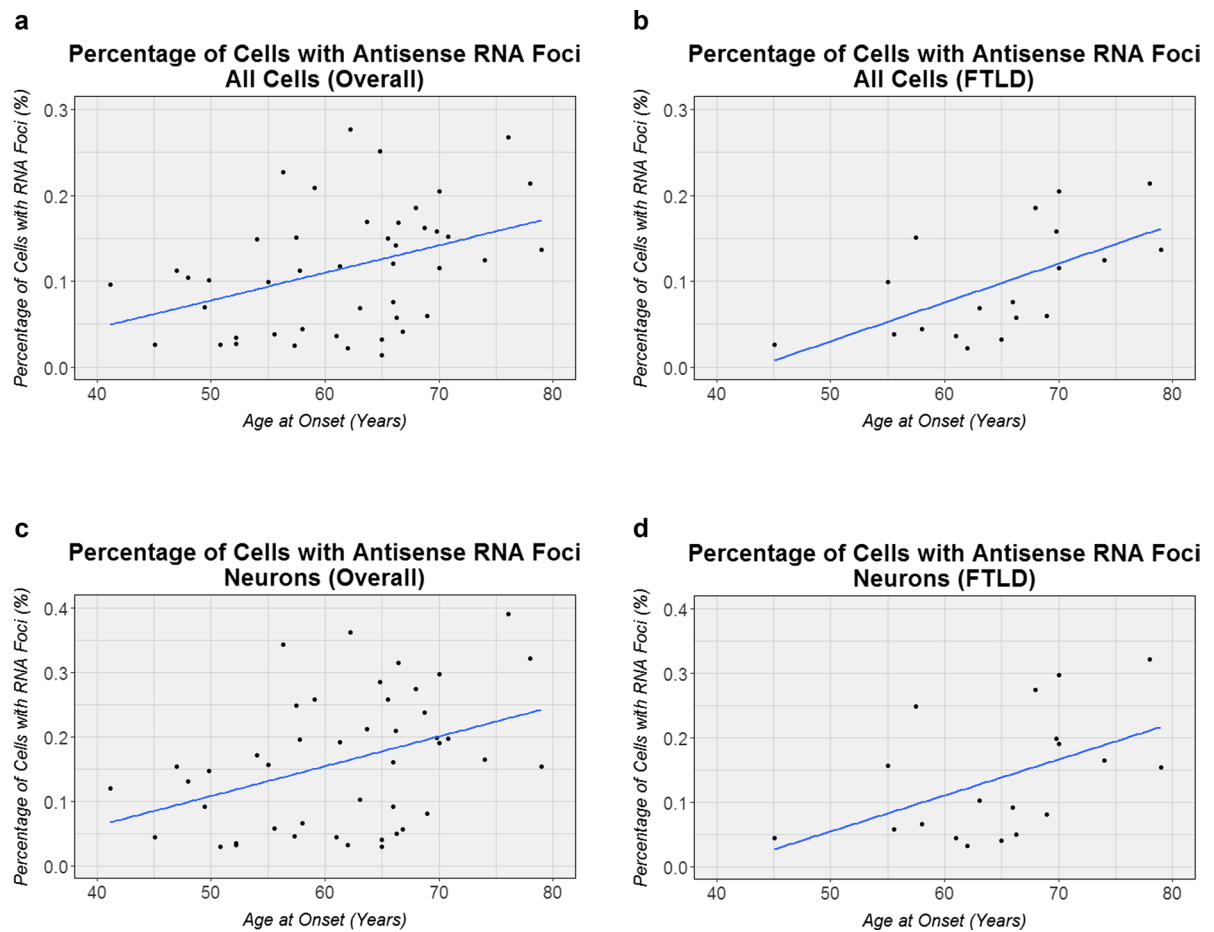 a
Percentage of Cells with Antisense RNA Foci
All Cells (Overall)
Percentage of Cells with RNA Foci (%)
0.3
0.2
0.1
0.0
40 50 60 70 80
Age at Onset (Years)
b
Percentage of Cells with Antisense RNA Foci
All Cells (FTLD)
Percentage of Cells with RNA Foci (%)
0.3
0.2
0.1
0.0
40 50 60 70 80
Age at Onset (Years)
c
Percentage of Cells with Antisense RNA Foci
Neurons (Overall)
Percentage of Cells with RNA Foci (%)
0.4
0.3
0.2
0.1
0.0
40 50 60 70 80
Age at Onset (Years)
d
Percentage of Cells with Antisense RNA Foci
Neurons (FTLD)
Percentage of Cells with RNA Foci (%)
0.4
0.3
0.2
0.1
0.0
40 50 60 70 80
Age at Onset (Years)